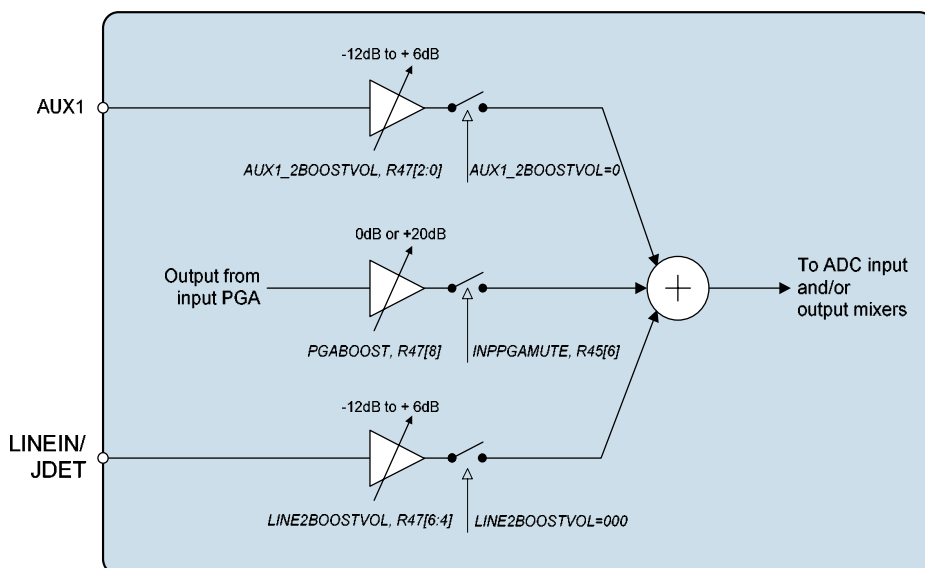 -12dB to + 6dB
AUX1
AUX1_2BOOSTVOL, R47[2:0]
AUX1_2BOOSTVOL=0
0dB or +20dB
Output from
input PGA
+
To ADC input
and/or
output mixers
PGABOOST, R47[8]
INPPGAMUTE, R45[6]
-12dB to + 6dB
LINEIN/
JDET
LINE2BOOSTVOL, R47[6:4]
LINE2BOOSTVOL=000